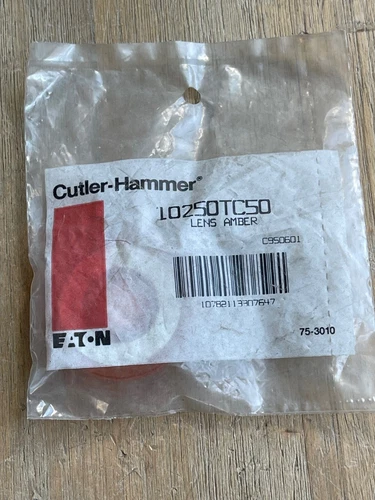 Cutler-Hammer®
10250TC50
LENS AMBER
C950601
10782113307647
EATON
75-3010